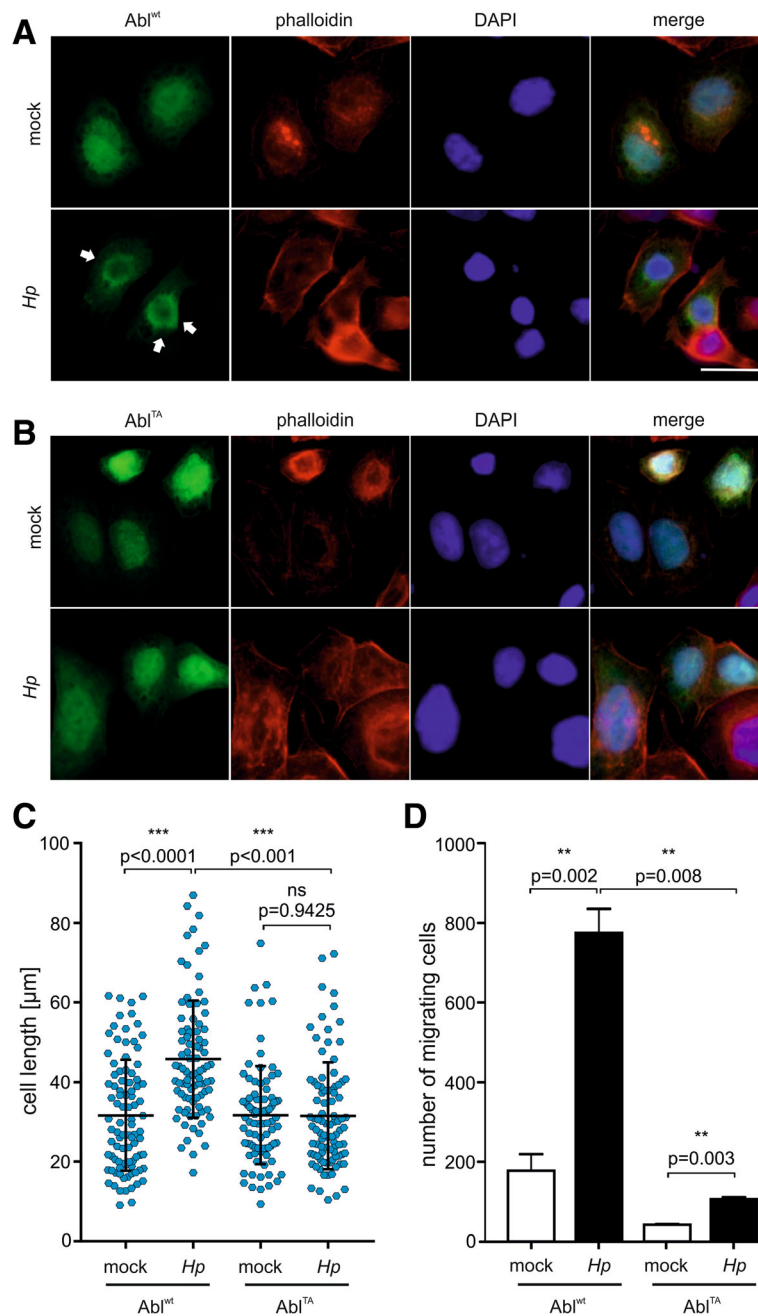 A
Abl^wt phalloidin DAPI merge
mock
Hp
B
Abl^TA phalloidin DAPI merge
mock
Hp
C
cell length [µm]
100
80
60
40
20
0
***
p<0.0001
***
p<0.001
ns
p=0.9425
mock Hp mock Hp
Abl^wt Abl^TA
D
number of migrating cells
1000
800
600
400
200
0
**
p=0.002
**
p=0.008
**
p=0.003
mock Hp mock Hp
Abl^wt Abl^TA